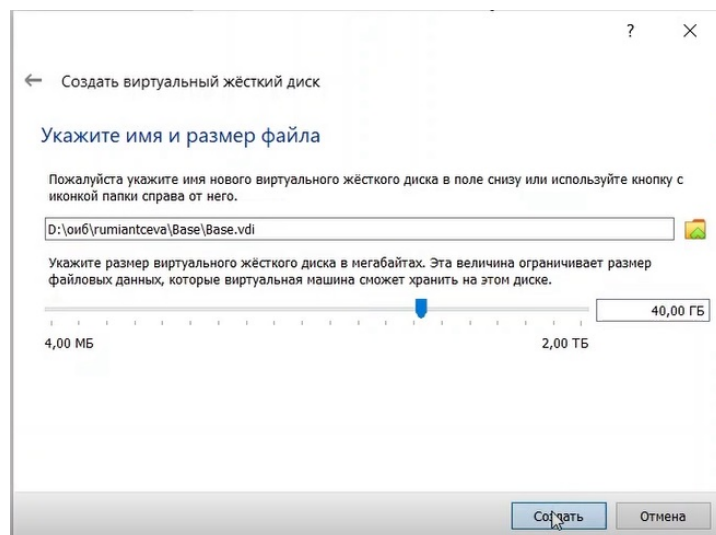 ?
Создать виртуальный жёсткий диск
Укажите имя и размер файла
Пожалуйста укажите имя нового виртуального жёсткого диска в поле снизу или используйте кнопку с
иконкой папки справа от него.
D:\оиб\rumiantceva\Base\Base.vdi
Укажите размер виртуального жёсткого диска в мегабайтах. Эта величина ограничивает размер
файловых данных, которые виртуальная машина сможет хранить на этом диске.
40,00 ГБ
4,00 МБ 2,00 ТБ
Создать Отмена